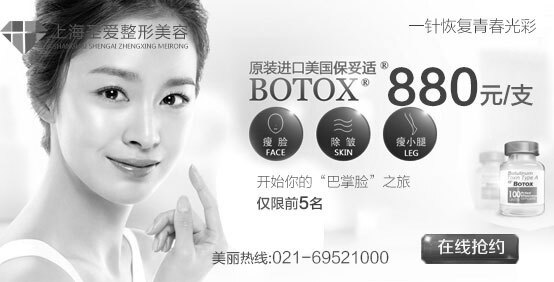 上海圣爱整形美容
SHANGHAI SHENGAI ZHENGXING MEIRONG
一针恢复青春光彩
原装进口美国保妥适®
BOTOX®
880元/支
瘦脸
FACE
除皱
SKIN
瘦小腿
LEG
开始你的“巴掌脸”之旅
仅限前5名
Botulinum
Toxin Type A
BOTOX
100
在线抢约
美丽热线:021-69521000